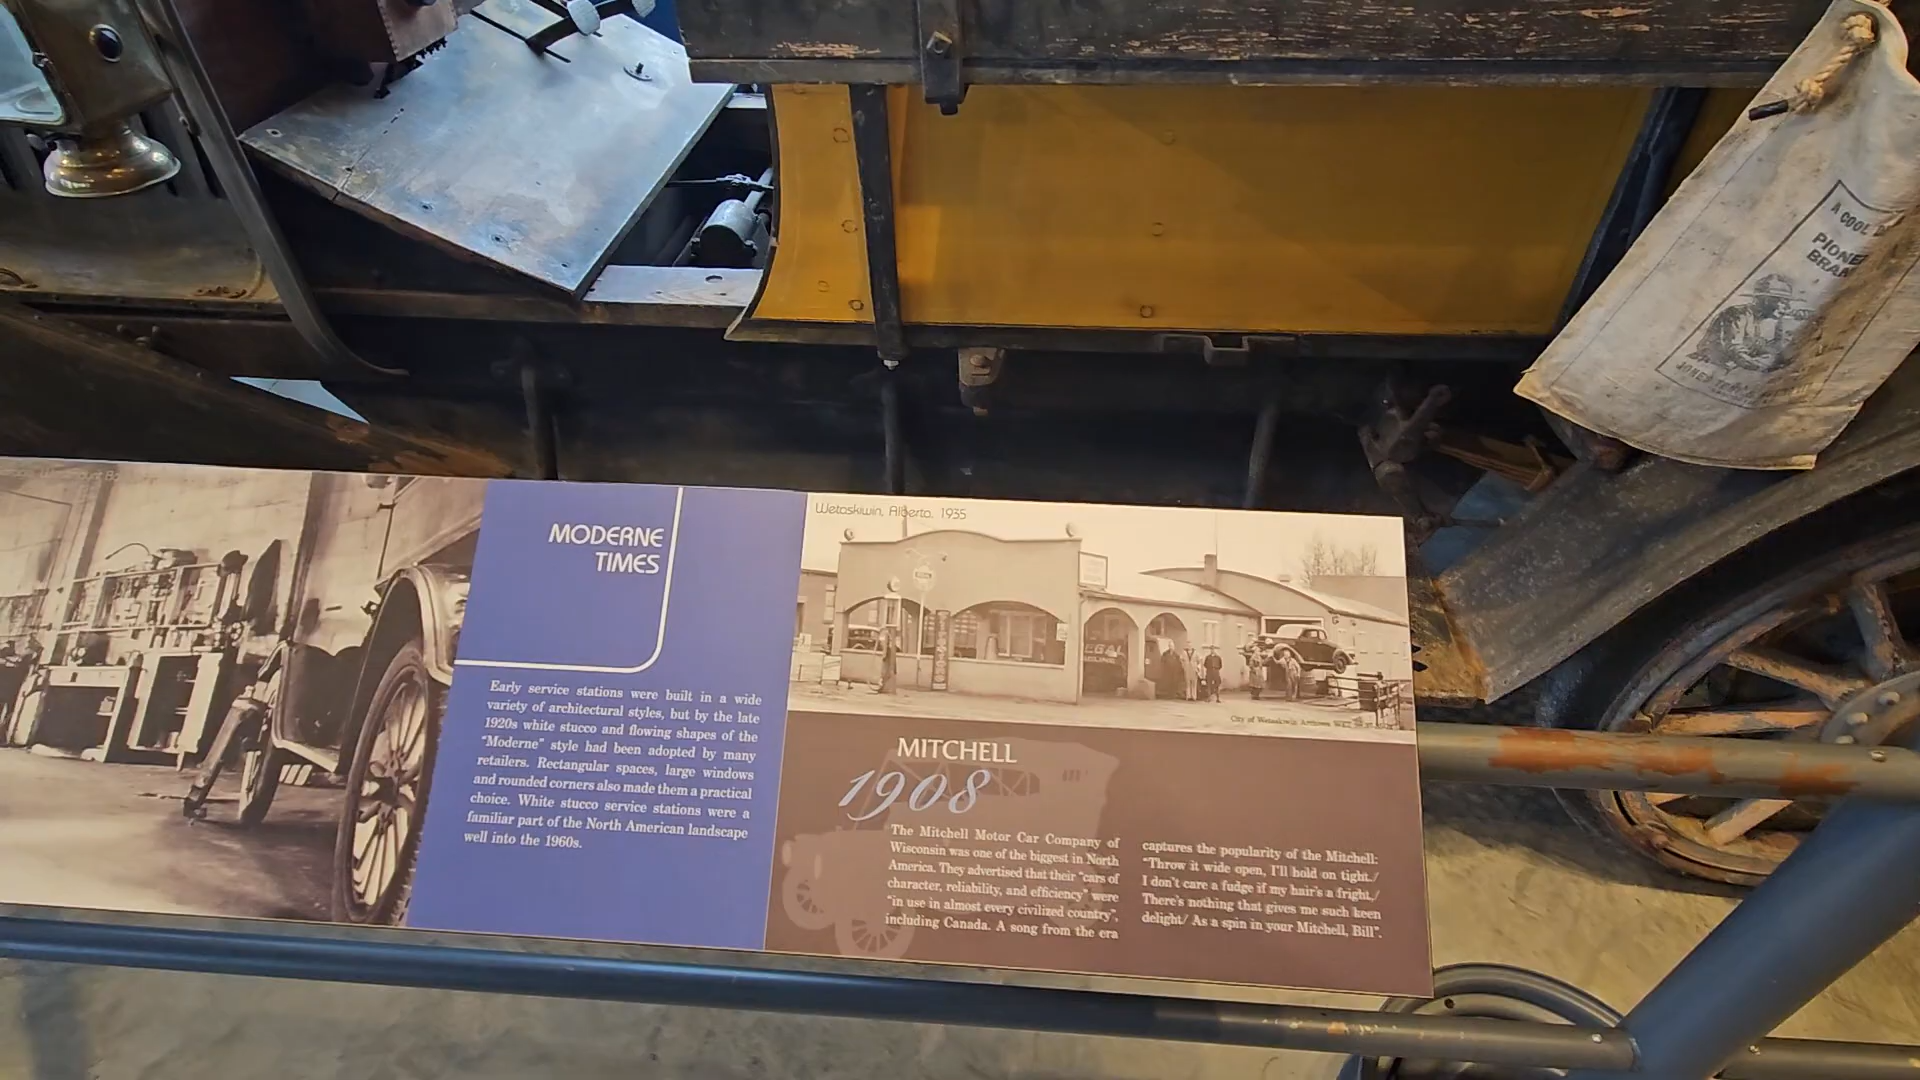 A COOL
PIONE
BRAN
JONES
MODERNE
TIMES
Early service stations were built in a wide
variety of architectural styles, but by the late
1920s white stucco and flowing shapes of the
"Moderne" style had been adopted by many
retailers. Rectangular spaces, large windows
and rounded corners also made them a practical
choice. White stucco service stations were a
familiar part of the North American landscape
well into the 1960s.
Wetaskiwin, Alberta. 1935
City of Wetaskiwin Archives
MITCHELL
1908
The Mitchell Motor Car Company of
Wisconsin was one of the biggest in North
America. They advertised that their "cars of
character, reliability, and efficiency" were
"in use in almost every civilized country",
including Canada. A song from the era
captures the popularity of the Mitchell:
"Throw it wide open, I'll hold on tight./
I don't care a fudge if my hair's a fright,/
There's nothing that gives me such keen
delight/ As a spin in your Mitchell, Bill".